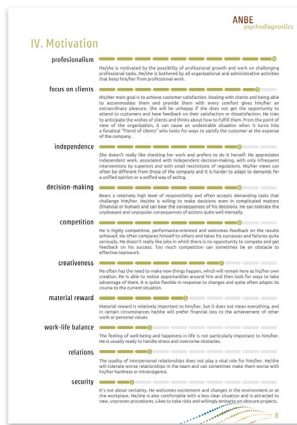 ANBE
psychodiagnostics
IV. Motivation
profesionalism
He/she is motivated by the possibility of professional growth and work on challenging
professional tasks. He/she is bothered by all organizational and administrative activities
that keep him/her from professional work.
focus on clients
His/her main goal is to achieve customer satisfaction. Dealing with clients and being able
to accommodate them and provide them with every comfort gives him/her an
extraordinary pleasure. She will be unhappy if she does not get the opportunity to
attend to customers and have feedback on their satisfaction or dissatisfaction. He tries
to anticipate the wishes of clients and thinks about how to fulfill them. From the point of
view of the organization, it can cause an undesirable situation when it turns into
a fanatical "friend of clients" who looks for ways to satisfy the customer at the expense
of the company.
independence
She doesn't really like checking her work and prefers to do it herself. He appreciates
independent work, associated with independent decision-making, with only infrequent
interventions by superiors and with small restrictions of regulations. His/her views can
often be different from those of the company and it is harder to adapt to demands for
a unified opinion or a unified way of acting.
decision-making
Bears a relatively high level of responsibility and often accepts demanding tasks that
challenge him/her. He/she is willing to make decisions even in complicated matters
(financial or human) and can bear the consequences of his decisions. He can tolerate the
unpleasant and unpopular consequences of actions quite well mentally.
competition
He is highly competitive, performance-oriented and welcomes feedback on the results
achieved. He often compares himself to others and takes his successes and failures quite
seriously. He doesn't really like jobs in which there is no opportunity to compete and get
feedback on his success. Too much competition can sometimes be an obstacle to
effective teamwork.
creativeness
He often has the need to make new things happen, which will remain here as his/her own
creation. He is able to notice opportunities around him and then look for ways to take
advantage of them. It is quite flexible in response to changes and quite often adapts its
course to the current situation.
material reward
Material reward is relatively important to him/her, but it does not mean everything, and
in certain circumstances he/she will prefer financial loss to the achievement of other
work or personal values.
work-life balance
The feeling of well-being and happiness in life is not particularly important to him/her.
He is usually ready to handle stress and overcome obstacles.
relations
The quality of interpersonal relationships does not play a vital role for him/her. He/she
will tolerate worse relationships in the team and can sometimes make them worse with
his/her hardness or intransigence.
security
It's not about certainty. He welcomes excitement and changes in the environment or at
the workplace. He/she is also comfortable with a less clear situation and is attracted to
new, unproven procedures. Likes to take risks and willingly embarks on obscure projects.
8